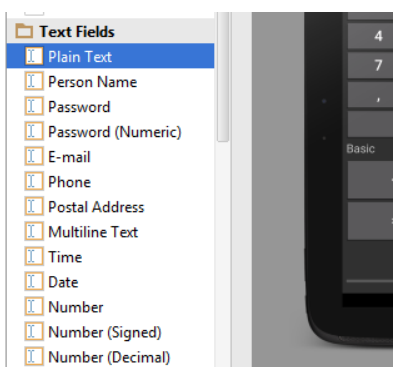 Text Fields
Plain Text
Person Name
Password
Password (Numeric)
E-mail
Phone
Postal Address
Multiline Text
Time
Date
Number
Number (Signed)
Number (Decimal)
4
7
,
Basic